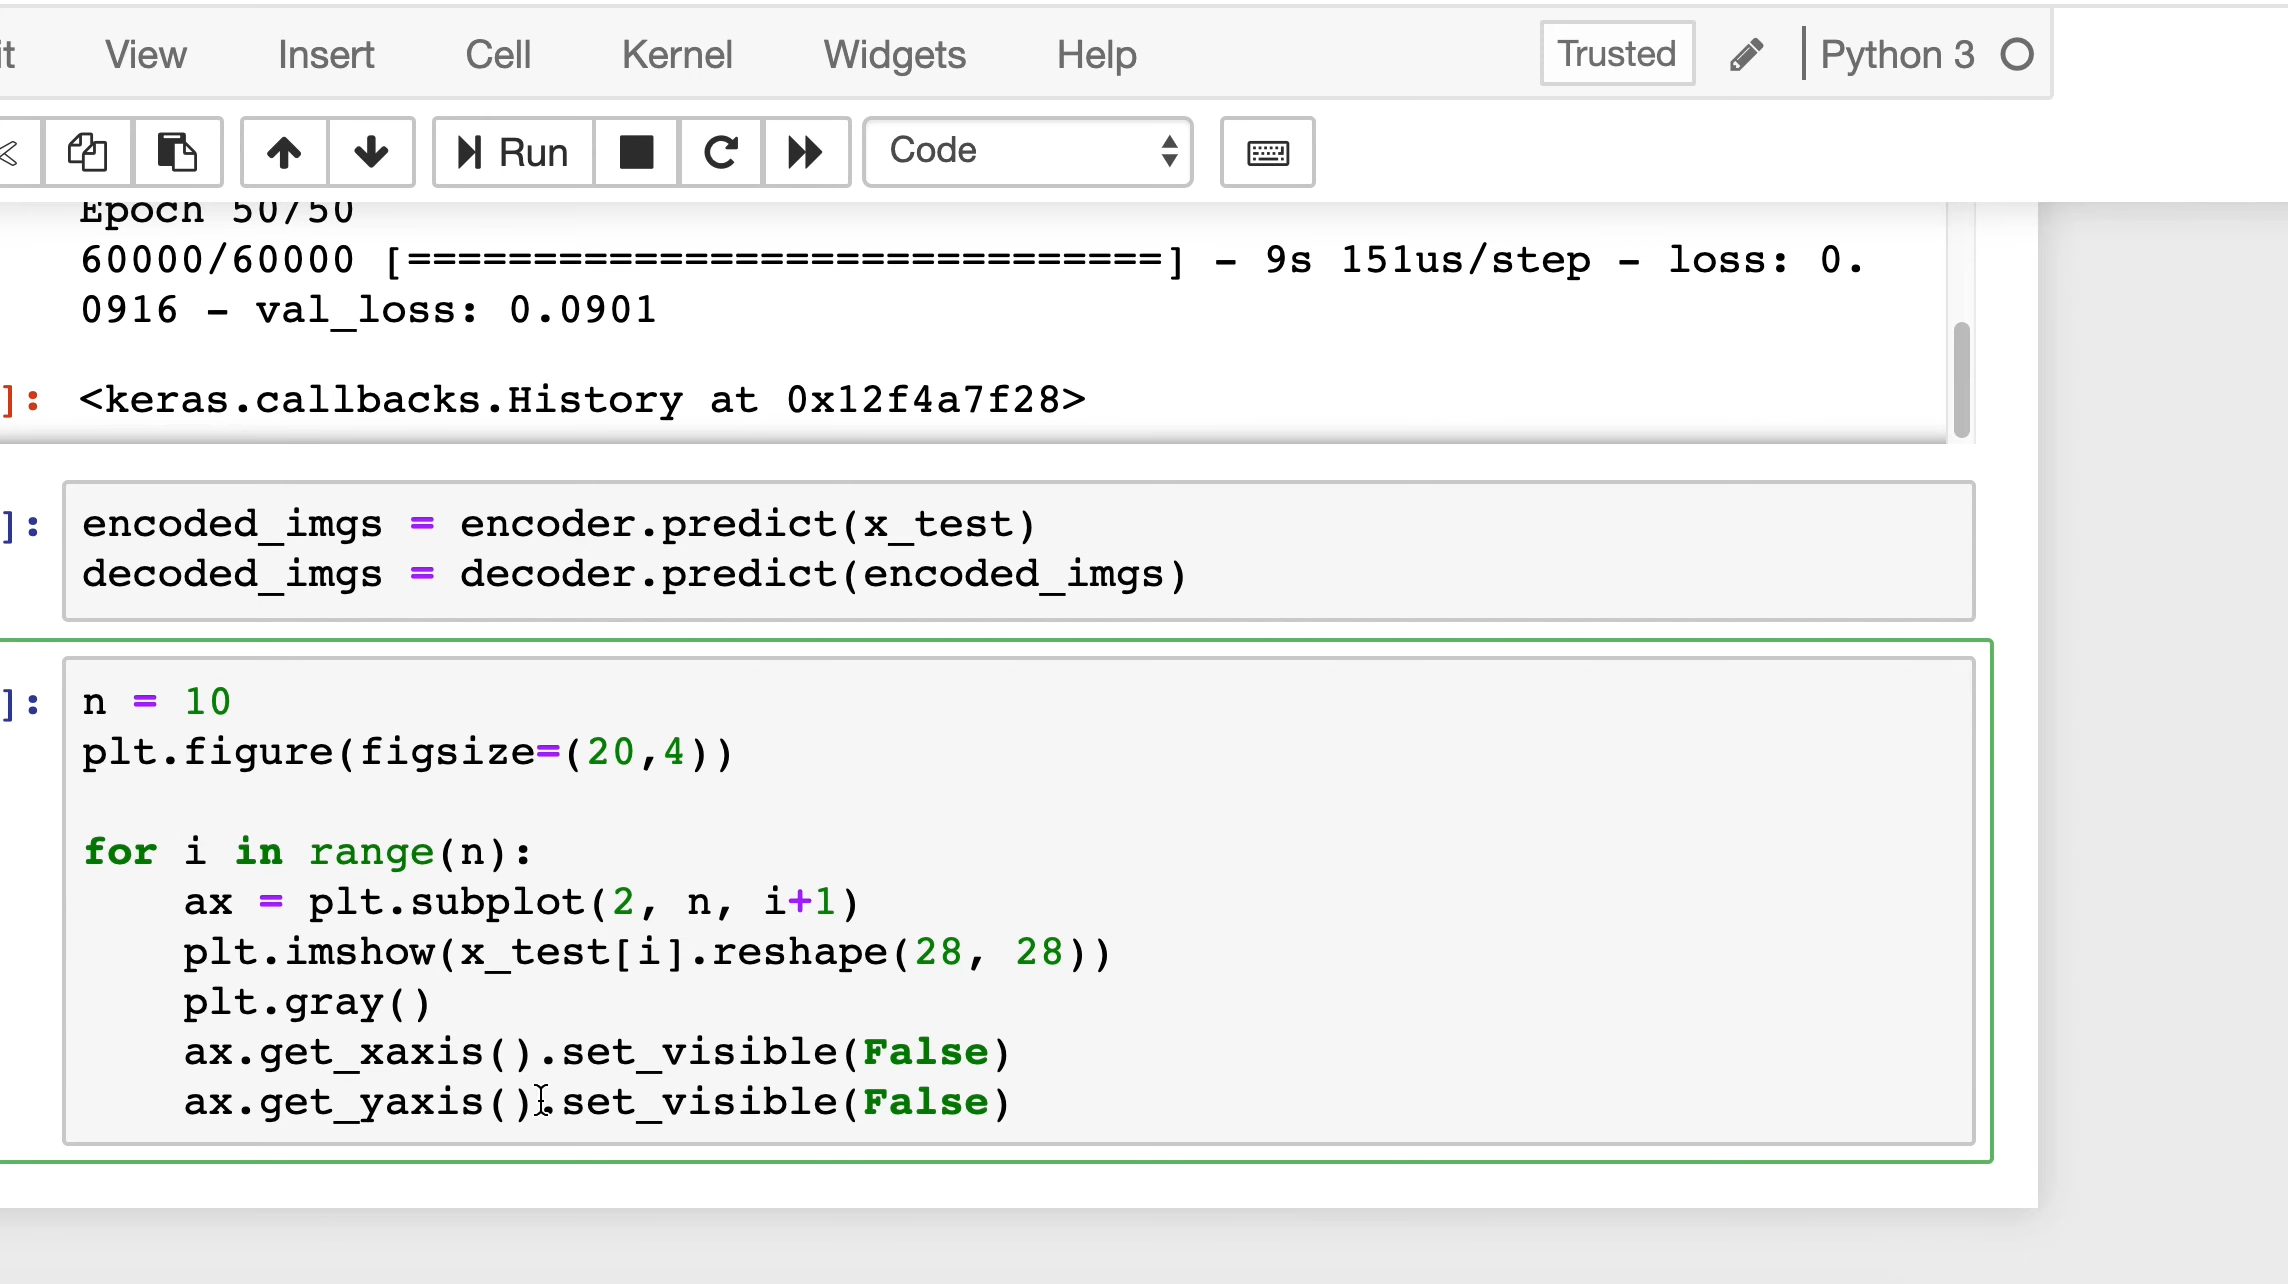 it View Insert Cell Kernel Widgets Help Trusted Python 3
Run Code
Epoch 50/50
60000/60000 [==============================] - 9s 151us/step - loss: 0.
0916 - val_loss: 0.0901
]: <keras.callbacks.History at 0x12f4a7f28>
]: encoded_imgs = encoder.predict(x_test)
decoded_imgs = decoder.predict(encoded_imgs)
]: n = 10
plt.figure(figsize=(20,4))
for i in range(n):
ax = plt.subplot(2, n, i+1)
plt.imshow(x_test[i].reshape(28, 28))
plt.gray()
ax.get_xaxis().set_visible(False)
ax.get_yaxis().set_visible(False)